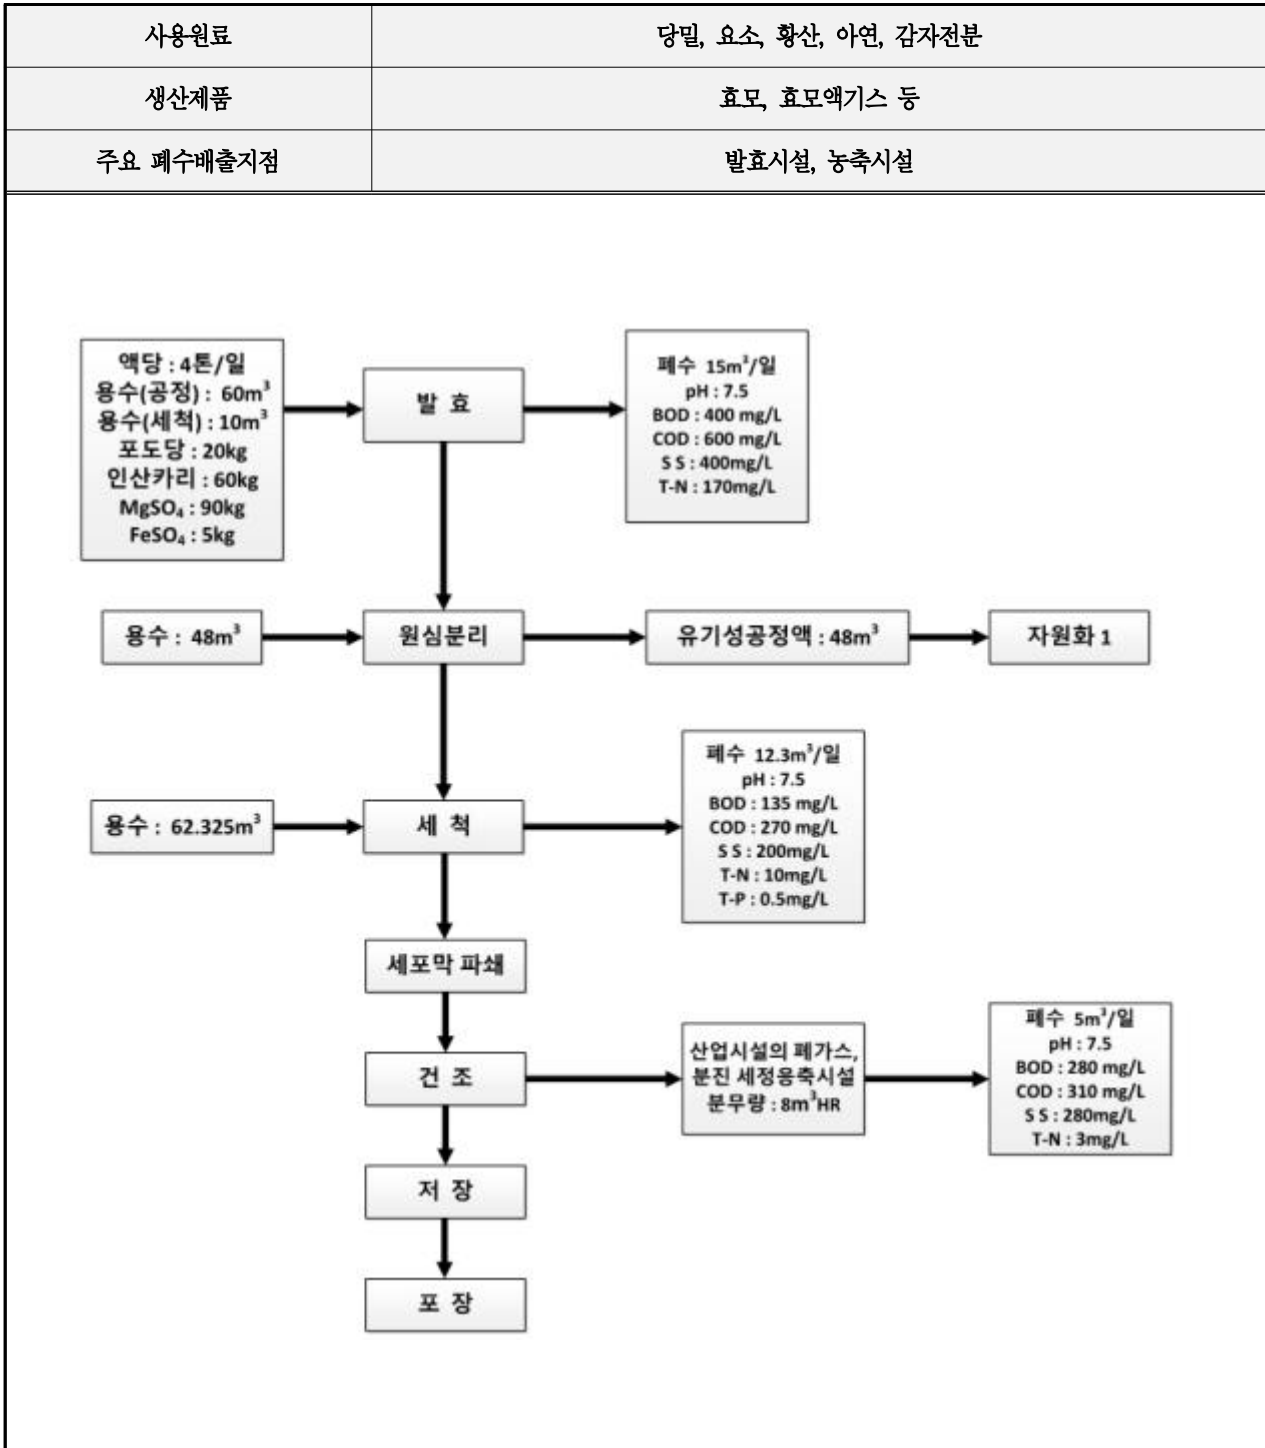 사용원료 당밀, 요소, 황산, 아연, 감자전분
생산제품 효모, 효모액기스 등
주요 폐수배출지점 발효시설, 농축시설
액당 : 4톤/일
용수(공정) : 60m³
용수(세척) : 10m³
포도당 : 20kg
인산카리 : 60kg
MgSO₄ : 90kg
FeSO₄ : 5kg
발 효
폐수 15m³/일
pH : 7.5
BOD : 400 mg/L
COD : 600 mg/L
S S : 400mg/L
T-N : 170mg/L
용수 : 48m³
원심분리
유기성공정액 : 48m³
자원화 1
용수 : 62.325m³
세 척
폐수 12.3m³/일
pH : 7.5
BOD : 135 mg/L
COD : 270 mg/L
S S : 200mg/L
T-N : 10mg/L
T-P : 0.5mg/L
세포막 파쇄
건 조
산업시설의 폐가스,
분진 세정응축시설
분무량 : 8m³HR
폐수 5m³/일
pH : 7.5
BOD : 280 mg/L
COD : 310 mg/L
S S : 280mg/L
T-N : 3mg/L
저 장
포 장